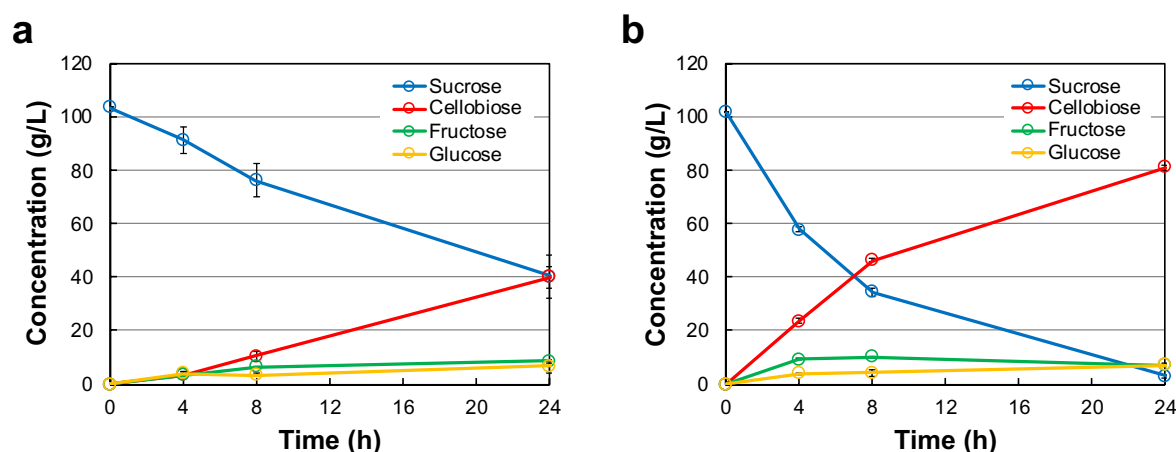 a
Concentration (g/L)
120
100
80
60
40
20
0
Sucrose
Cellobiose
Fructose
Glucose
0 4 8 12 16 20 24
Time (h)
b
Concentration (g/L)
120
100
80
60
40
20
0
Sucrose
Cellobiose
Fructose
Glucose
0 4 8 12 16 20 24
Time (h)